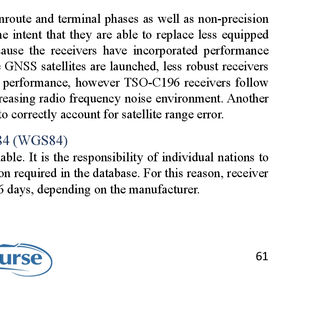 nroute and terminal phases as well as non-precision
e intent that they are able to replace less equipped
ause the receivers have incorporated performance
GNSS satellites are launched, less robust receivers
performance, however TSO-C196 receivers follow
reasing radio frequency noise environment. Another
to correctly account for satellite range error.
84 (WGS84)
able. It is the responsibility of individual nations to
on required in the database. For this reason, receiver
6 days, depending on the manufacturer.
urse
61